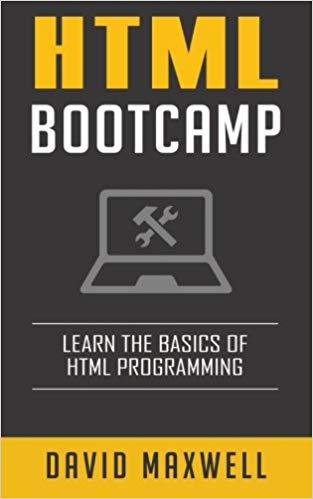 HTML
BOOTCAMP
LEARN THE BASICS OF
HTML PROGRAMMING
DAVID MAXWELL